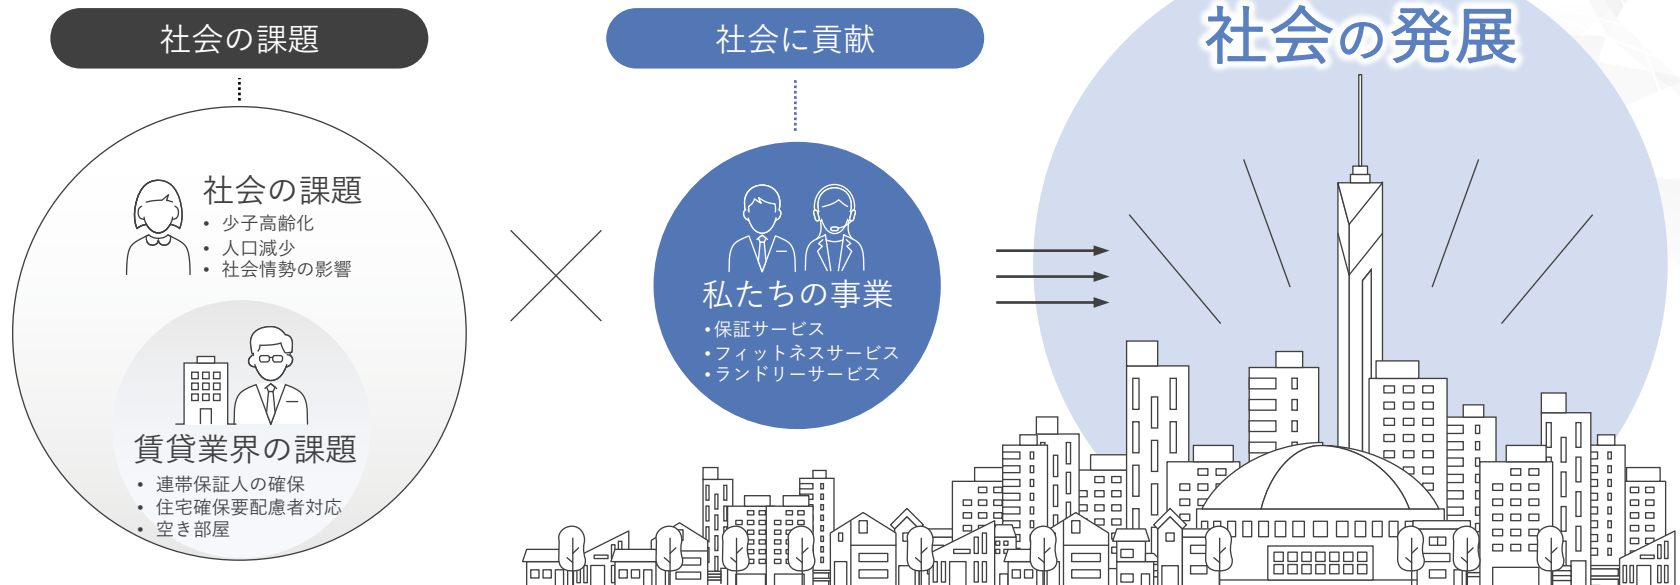 社会の課題
社会の課題
• 少子高齢化
• 人口減少
• 社会情勢の影響
賃貸業界の課題
• 連帯保証人の確保
• 住宅確保要配慮者対応
• 空き部屋
社会に貢献
私たちの事業
•保証サービス
•フィットネスサービス
•ランドリーサービス
社会の発展